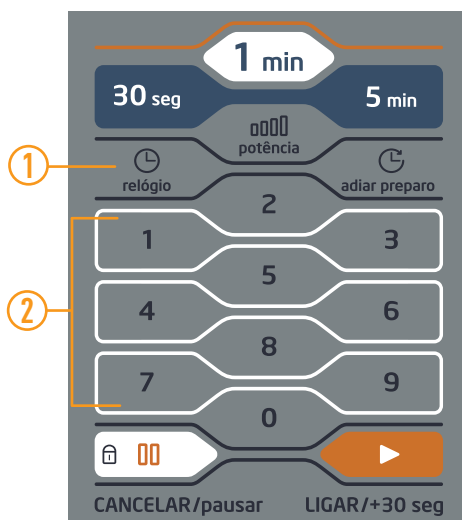 1 min
30 seg
5 min
potência
1
relógio
adiar preparo
2
1
3
5
2
4
6
8
7
9
0
CANCELAR/pausar
LIGAR/+30 seg